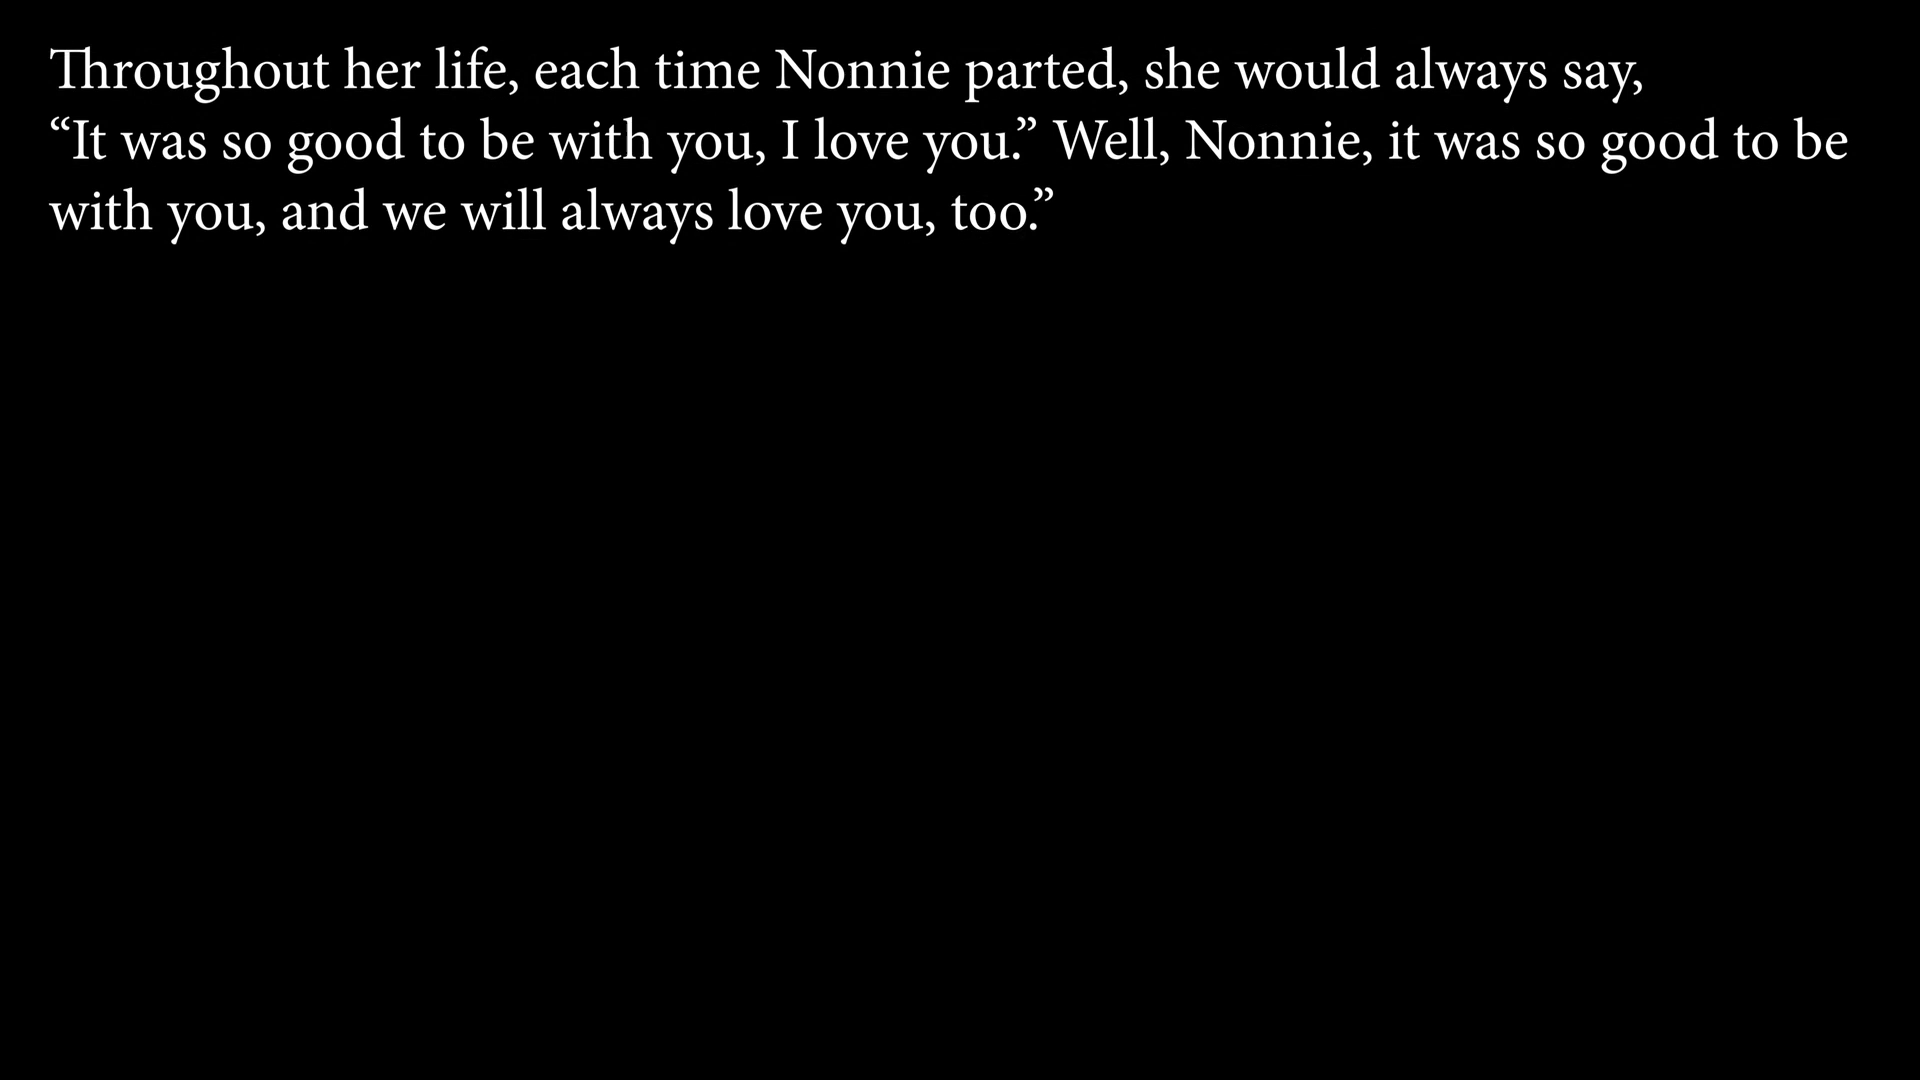 Throughout her life, each time Nonnie parted, she would always say,
“It was so good to be with you, I love you.” Well, Nonnie, it was so good to be
with you, and we will always love you, too.”